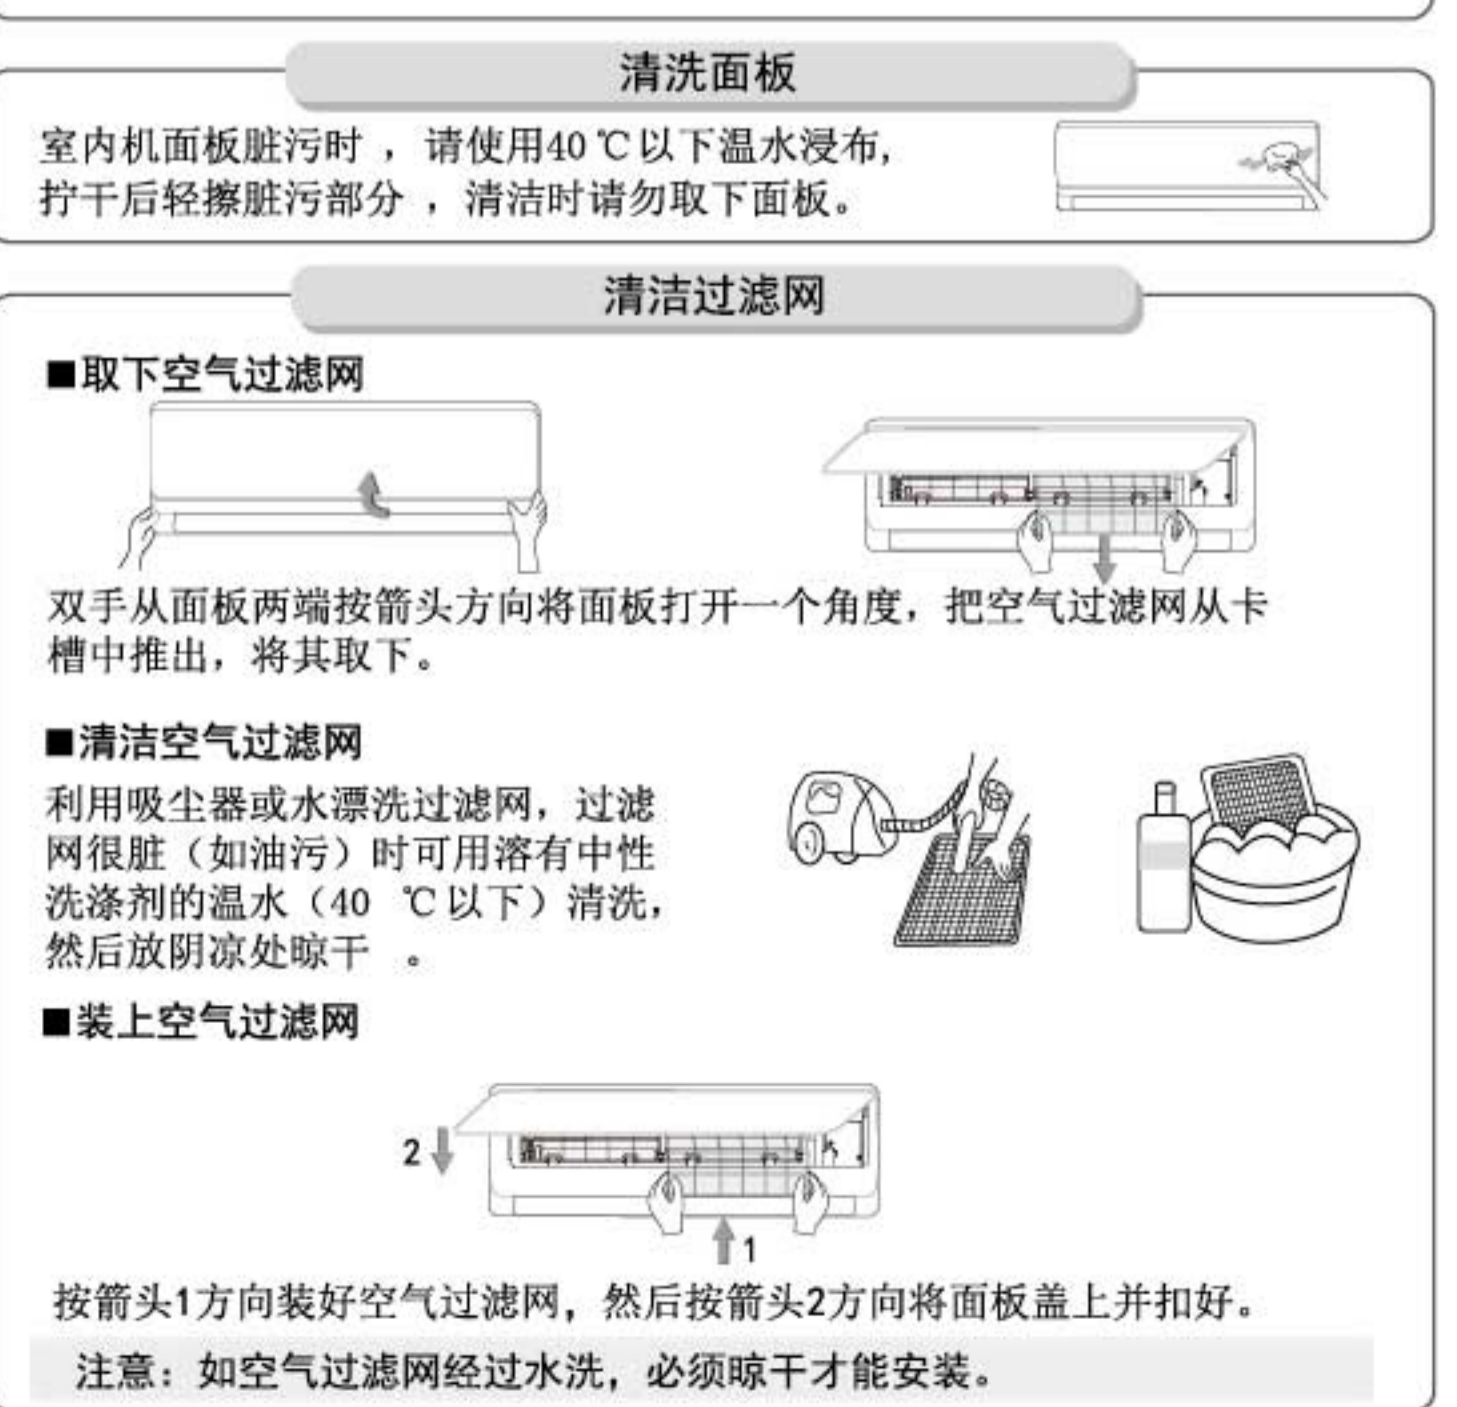 清洗面板
室内机面板脏污时 ，请使用40 ℃以下温水浸布,
拧干后轻擦脏污部分 ，清洁时请勿取下面板。
清洁过滤网
■取下空气过滤网
双手从面板两端按箭头方向将面板打开一个角度，把空气过滤网从卡
槽中推出，将其取下。
■清洁空气过滤网
利用吸尘器或水漂洗过滤网，过滤
网很脏（如油污）时可用溶有中性
洗涤剂的温水（40 ℃以下）清洗，
然后放阴凉处晾干 。
■装上空气过滤网
2
1
按箭头1方向装好空气过滤网，然后按箭头2方向将面板盖上并扣好。
注意：如空气过滤网经过水洗，必须晾干才能安装。